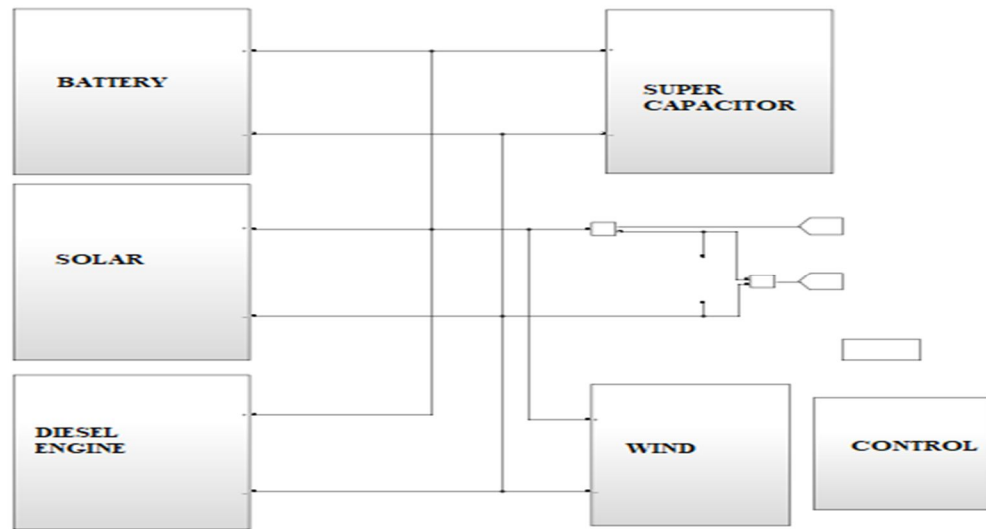 BATTERY
SUPER
CAPACITOR
SOLAR
DIESEL
ENGINE
WIND
CONTROL